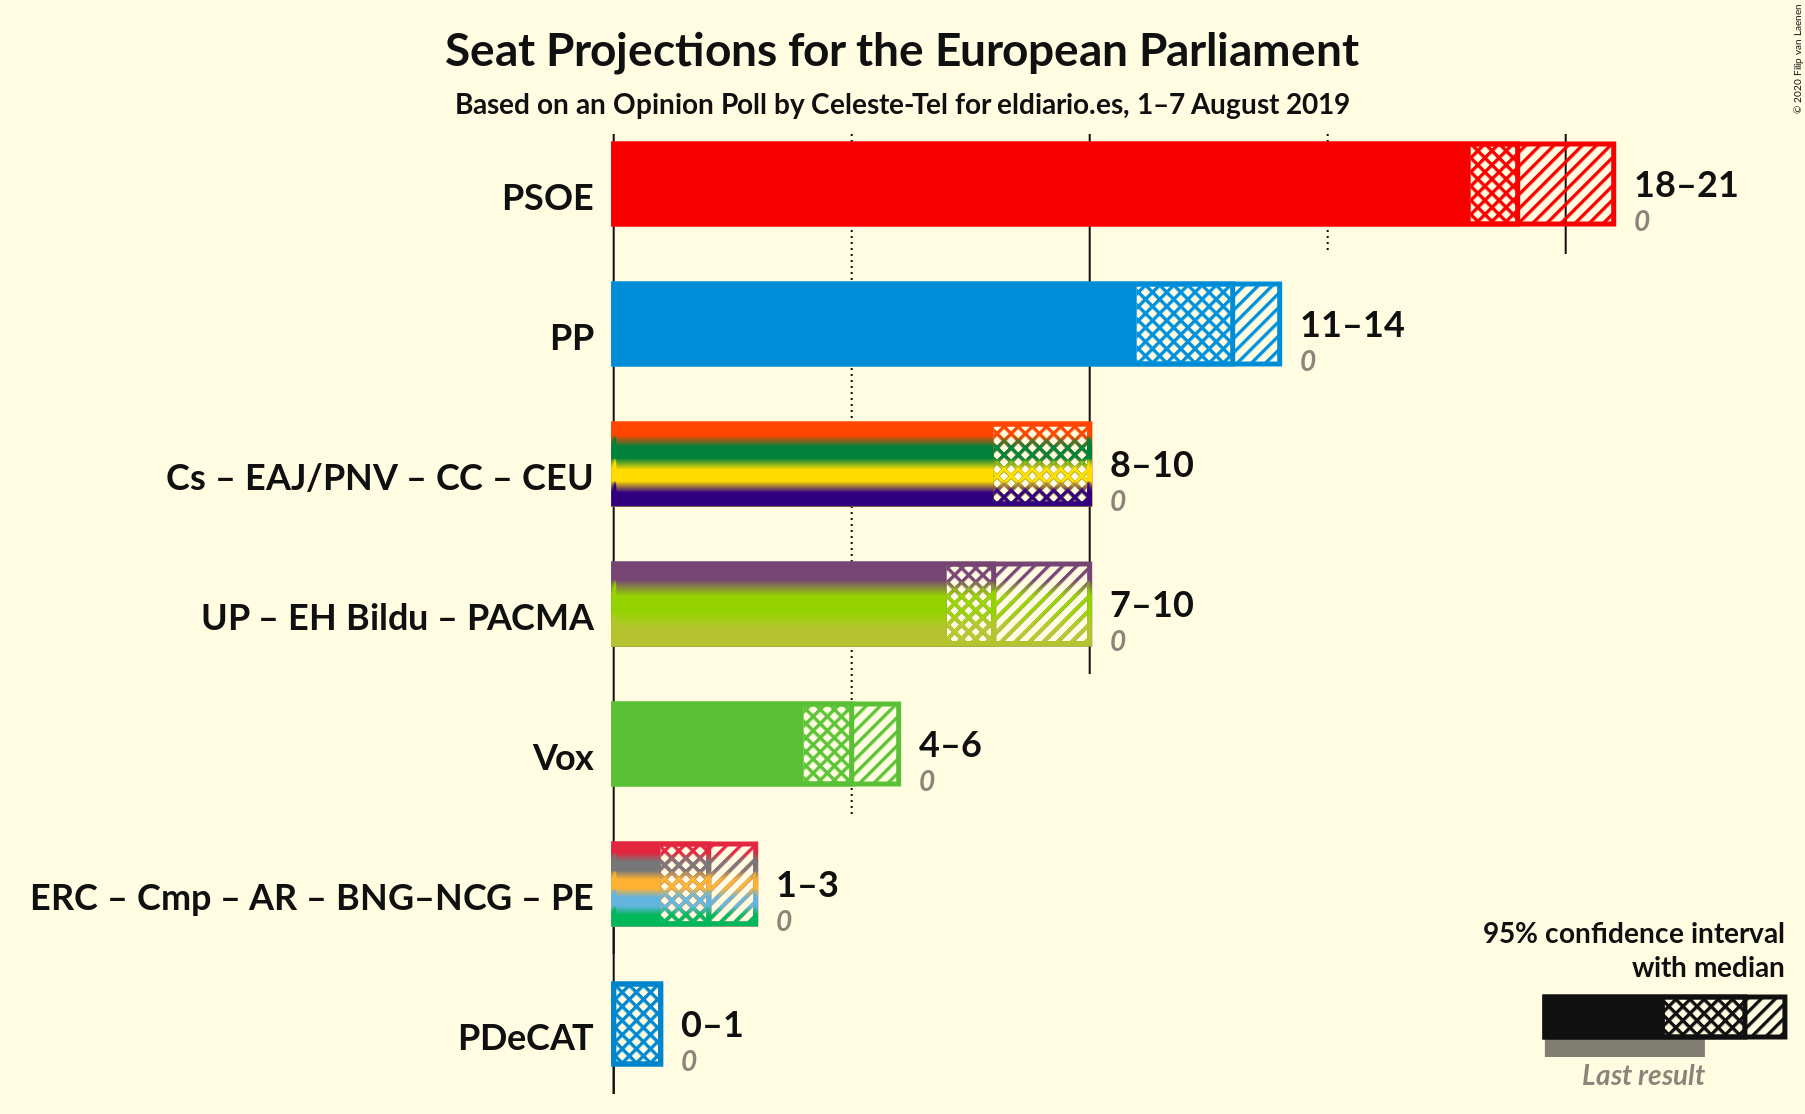 Seat Projections for the European Parliament
Based on an Opinion Poll by Celeste-Tel for eldiario.es, 1–7 August 2019
© 2020 Filip van Laenen
PSOE
18–21
0
PP
11–14
0
Cs – EAJ/PNV – CC – CEU
8–10
0
UP – EH Bildu – PACMA
7–10
0
Vox
4–6
0
ERC – Cmp – AR – BNG–NCG – PE
1–3
0
PDeCAT
0–1
0
95% confidence interval
with median
Last result